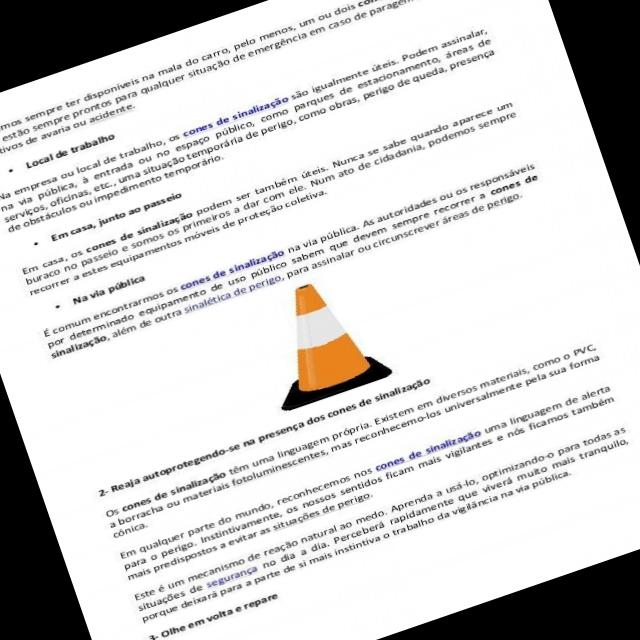 mos sempre ter disponíveis na mala do carro, pelo menos, um ou dois
estão sempre prontos para qualquer situação de emergência em caso de
tivos de avaria ou acidente.
• Local de trabalho
Na empresa ou local de trabalho, os cones de sinalização são igualmente úteis. Podem assinalar,
na via pública, à entrada ou no espaço público, como parques de estacionamento, áreas de
serviços, oficinas, etc., uma situação temporária de perigo, como obras, perigo de queda, presença
de obstáculos ou impedimento temporário.
• Em casa, junto ao passeio
Em casa, os cones de sinalização podem ser também úteis. Nunca se sabe quando aparece um
buraco no passeio e somos os primeiros a dar com ele. Num ato de cidadania, podemos sempre
recorrer a estes equipamentos móveis de proteção coletiva.
• Na via pública
É comum encontrarmos os cones de sinalização na via pública. As autoridades ou os responsáveis
por determinado equipamento de uso público sabem que devem sempre recorrer a cones de
sinalização, além de outra sinalética de perigo, para assinalar ou circunscrever áreas de perigo.
2- Reaja autoprotegendo-se na presença dos cones de sinalização
Os cones de sinalização têm uma linguagem própria. Existem em diversos materiais, como o PVC,
a borracha ou materiais fotoluminescentes, mas reconhecemo-los universalmente pela sua forma
cónica.
Em qualquer parte do mundo, reconhecemos nos cones de sinalização uma linguagem de alerta
para o perigo. Instintivamente, os nossos sentidos ficam mais vigilantes e nós ficamos também
mais predispostos a evitar as situações de perigo.
Este é um mecanismo de reação natural ao medo. Aprenda a usá-lo, optimizando-o para todas as
situações de segurança no dia a dia. Perceberá rapidamente que viverá muito mais tranquilo,
porque deixará para a parte de si mais instintiva o trabalho da vigilância na via pública.
3- Olhe em volta e repare